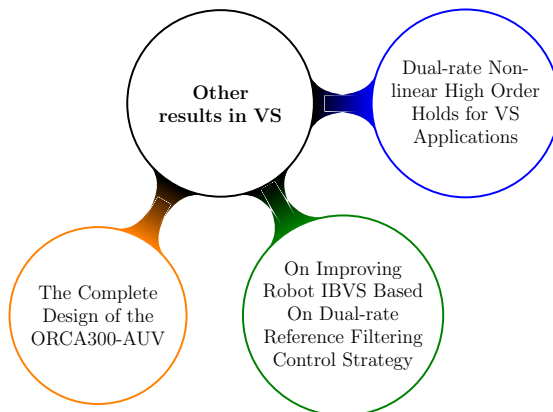 Other
results in VS
Dual-rate Non-
linear High Order
Holds for VS
Applications
The Complete
Design of the
ORCA300-AUV
On Improving
Robot IBVS Based
On Dual-rate
Reference Filtering
Control Strategy